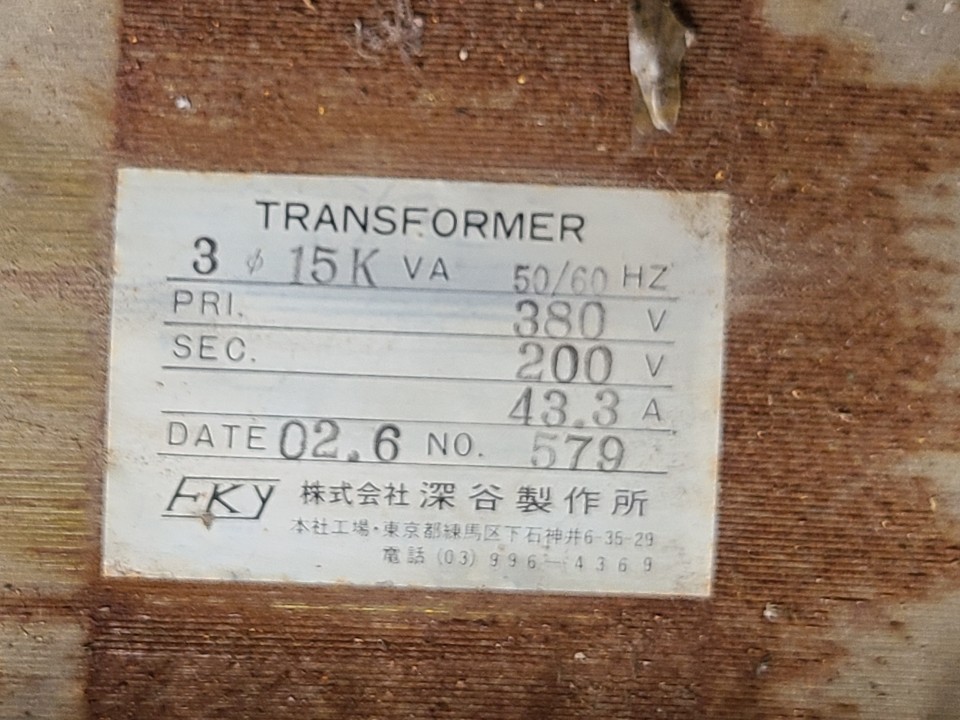 TRANSFORMER
3 φ 15K VA 50/60 HZ
PRI. 380 V
SEC. 200 V
43.3 A
DATE 02.6 NO. 579
FKY 株式会社 深谷製作所
本社工場・東京都練馬区下石神井6-35-29
電話 (03) 996-4369